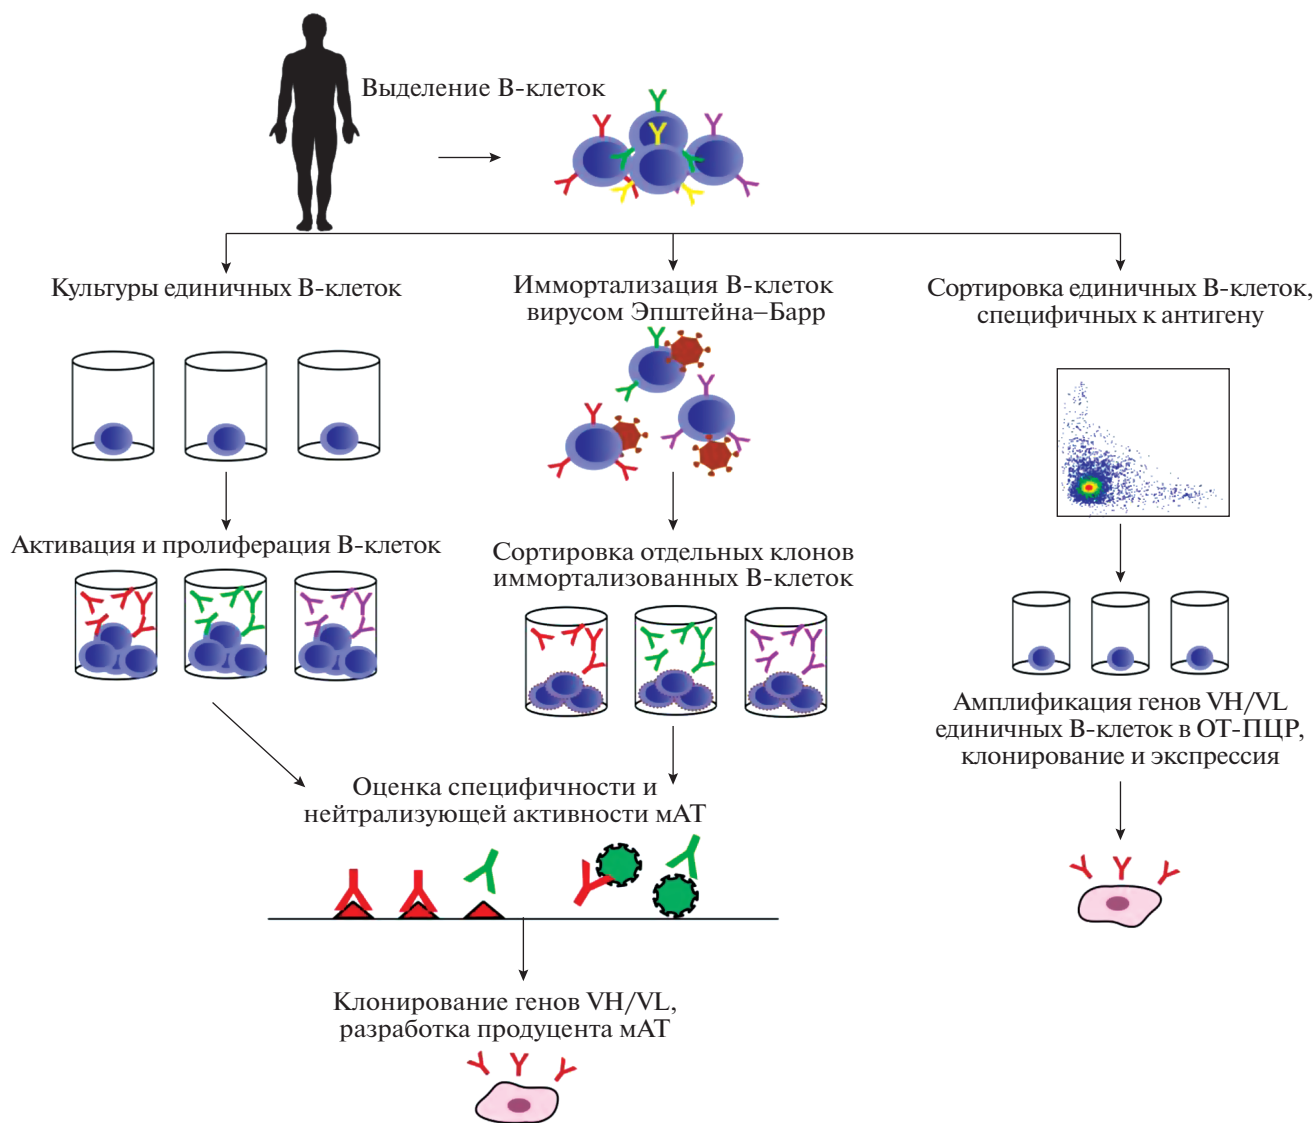 Выделение В-клеток
Культуры единичных В-клеток
Активация и пролиферация В-клеток
Иммортализация В-клеток
вирусом Эпштейна–Барр
Сортировка отдельных клонов
иммортализованных В-клеток
Оценка специфичности и
нейтрализующей активности мАТ
Клонирование генов VH/VL,
разработка продуцента мАТ
Сортировка единичных В-клеток,
специфичных к антигену
Амплификация генов VH/VL
единичных В-клеток в ОТ-ПЦР,
клонирование и экспрессия